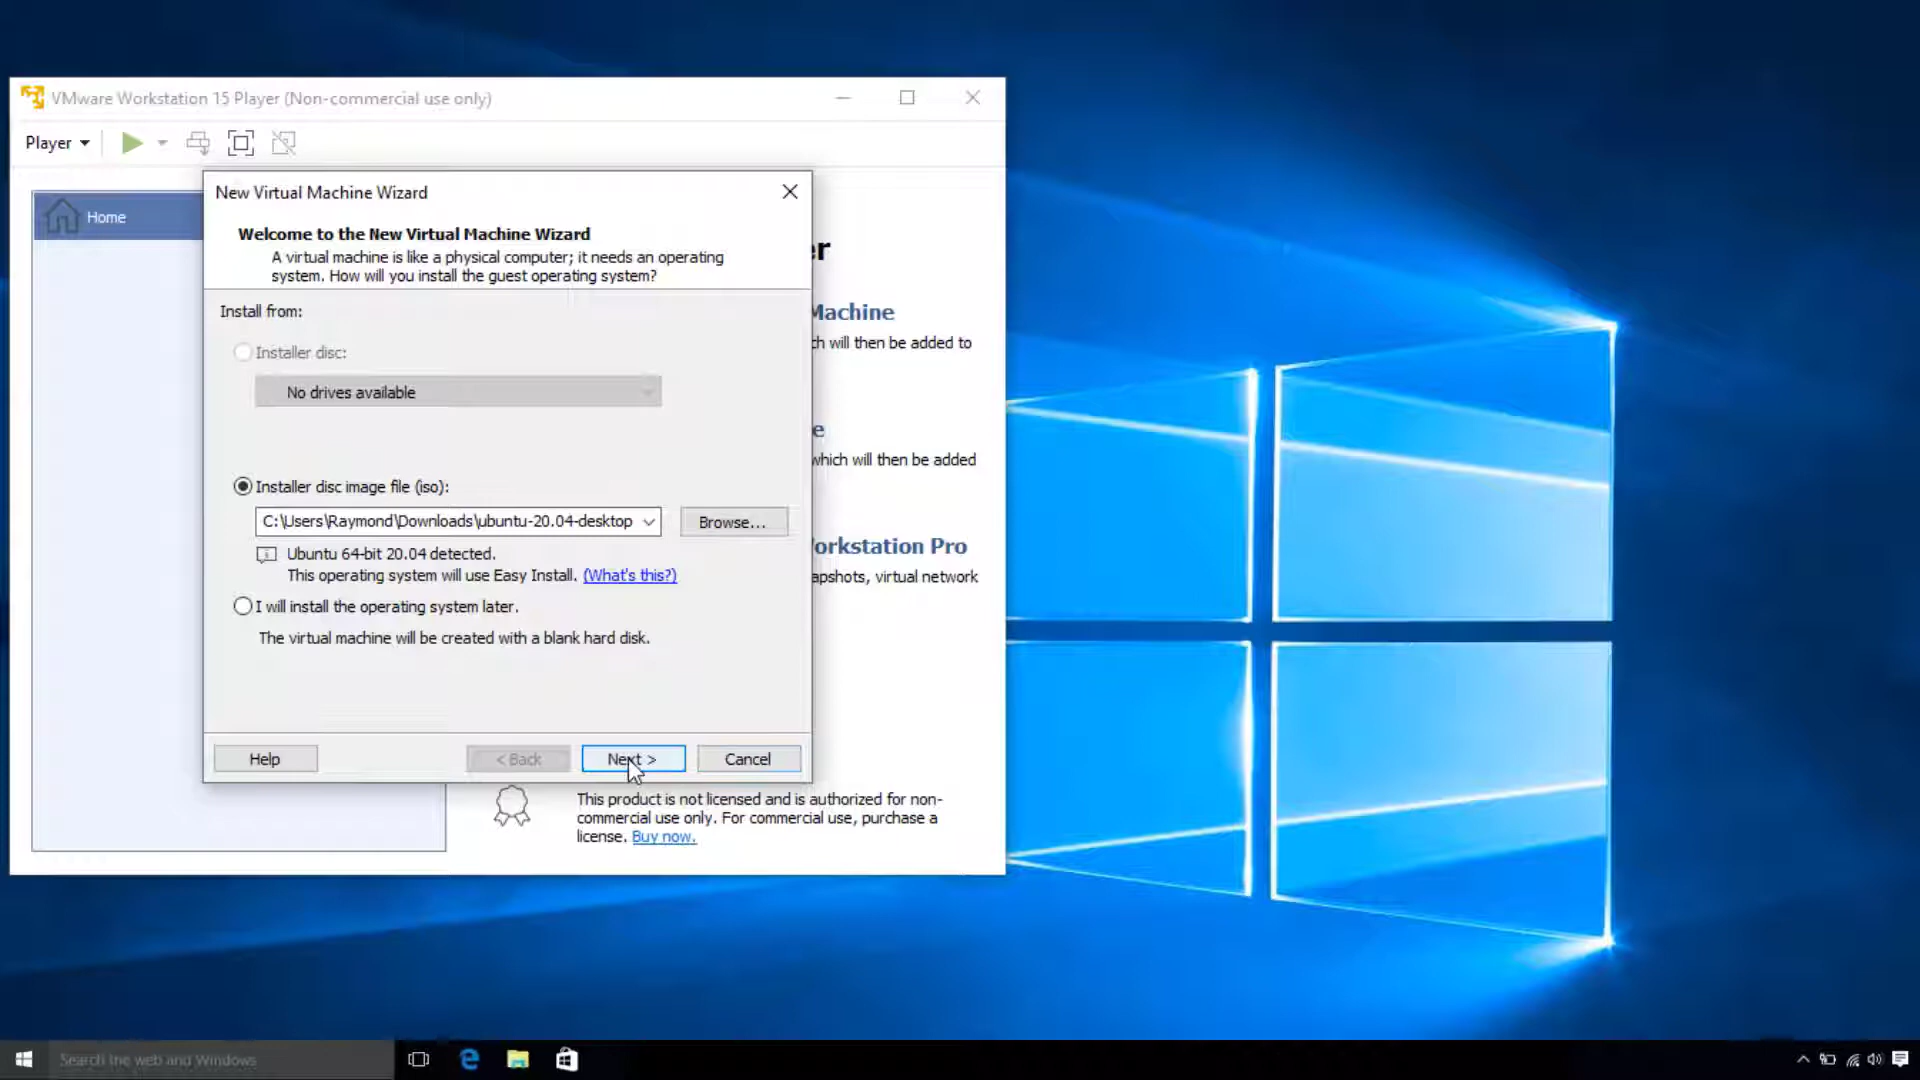 VMware Workstation 15 Player (Non-commercial use only)
Player
New Virtual Machine Wizard
Home
Welcome to the New Virtual Machine Wizard
A virtual machine is like a physical computer; it needs an operating
system. How will you install the guest operating system?
er
Install from:
Machine
ch will then be added to
Installer disc:
No drives available
e
which will then be added
Installer disc image file (iso):
C:\Users\Raymond\Downloads\ubuntu-20.04-desktop
Browse...
Ubuntu 64-bit 20.04 detected.
This operating system will use Easy Install. (What's this?)
orkstation Pro
apshots, virtual network
I will install the operating system later.
The virtual machine will be created with a blank hard disk.
Help
< Back
Next >
Cancel
This product is not licensed and is authorized for non-
commercial use only. For commercial use, purchase a
license. Buy now.
Search the web and Windows